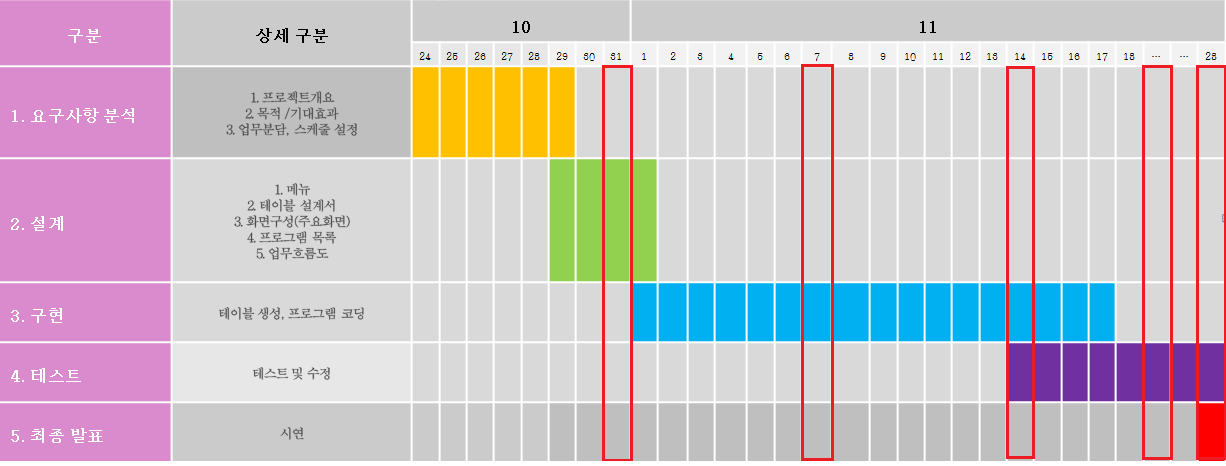 구분
상세 구분
10
11
24 25 26 27 28 29 30 31 1 2 3 4 5 6 7 8 9 10 11 12 13 14 15 16 17 18 ... ... 28
1. 요구사항 분석
1. 프로젝트개요
2. 목적 /기대효과
3. 업무분담, 스케줄 설정
2. 설계
1. 메뉴
2. 테이블 설계서
3. 화면구성(주요화면)
4. 프로그램 목록
5. 업무흐름도
3. 구현
테이블 생성, 프로그램 코딩
4. 테스트
테스트 및 수정
5. 최종 발표
시연